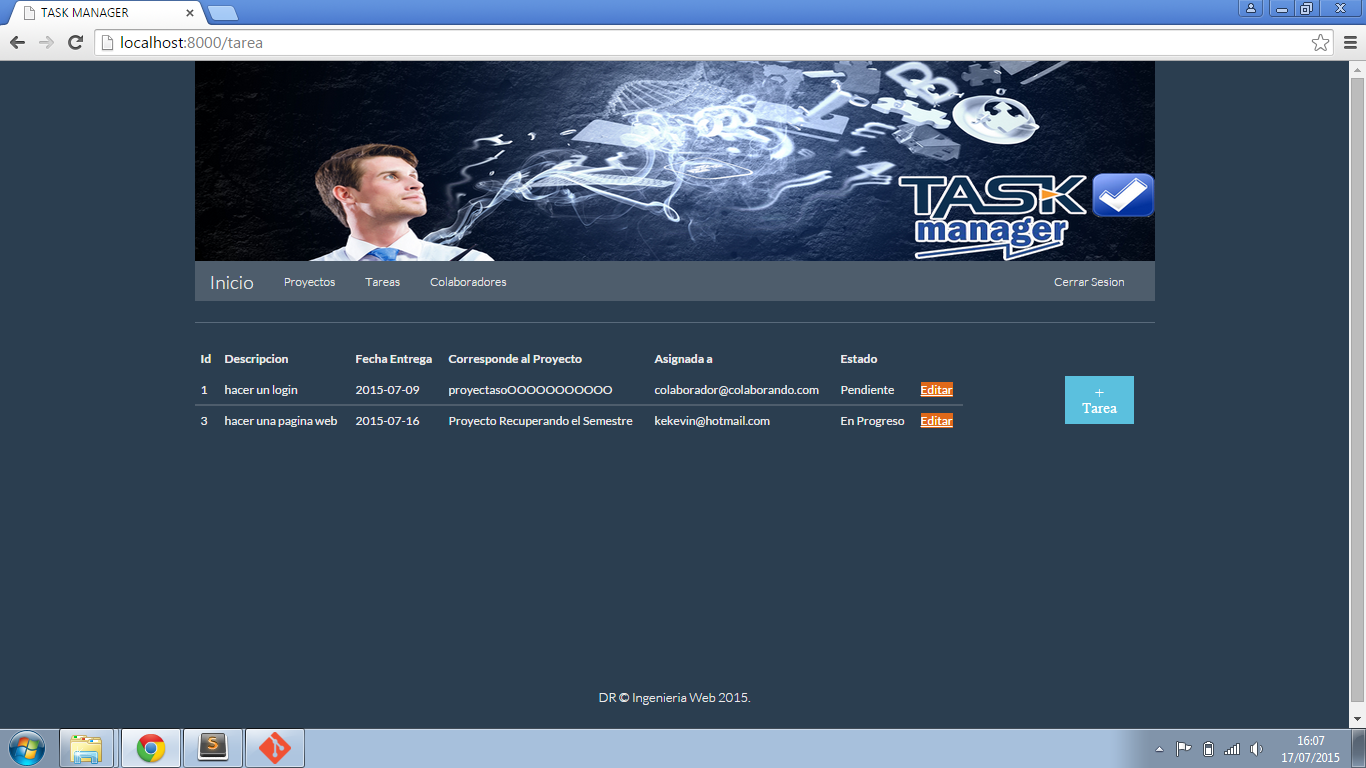 TASK MANAGER
localhost:8000/tarea
TASK
manager
Inicio Proyectos Tareas Colaboradores Cerrar Sesion
Id Descripcion Fecha Entrega Corresponde al Proyecto Asignada a Estado
1 hacer un login 2015-07-09 proyectasoOOOOOOOOOOO colaborador@colaborando.com Pendiente Editar
+
Tarea
3 hacer una pagina web 2015-07-16 Proyecto Recuperando el Semestre kekevin@hotmail.com En Progreso Editar
DR © Ingenieria Web 2015.
16:07
17/07/2015